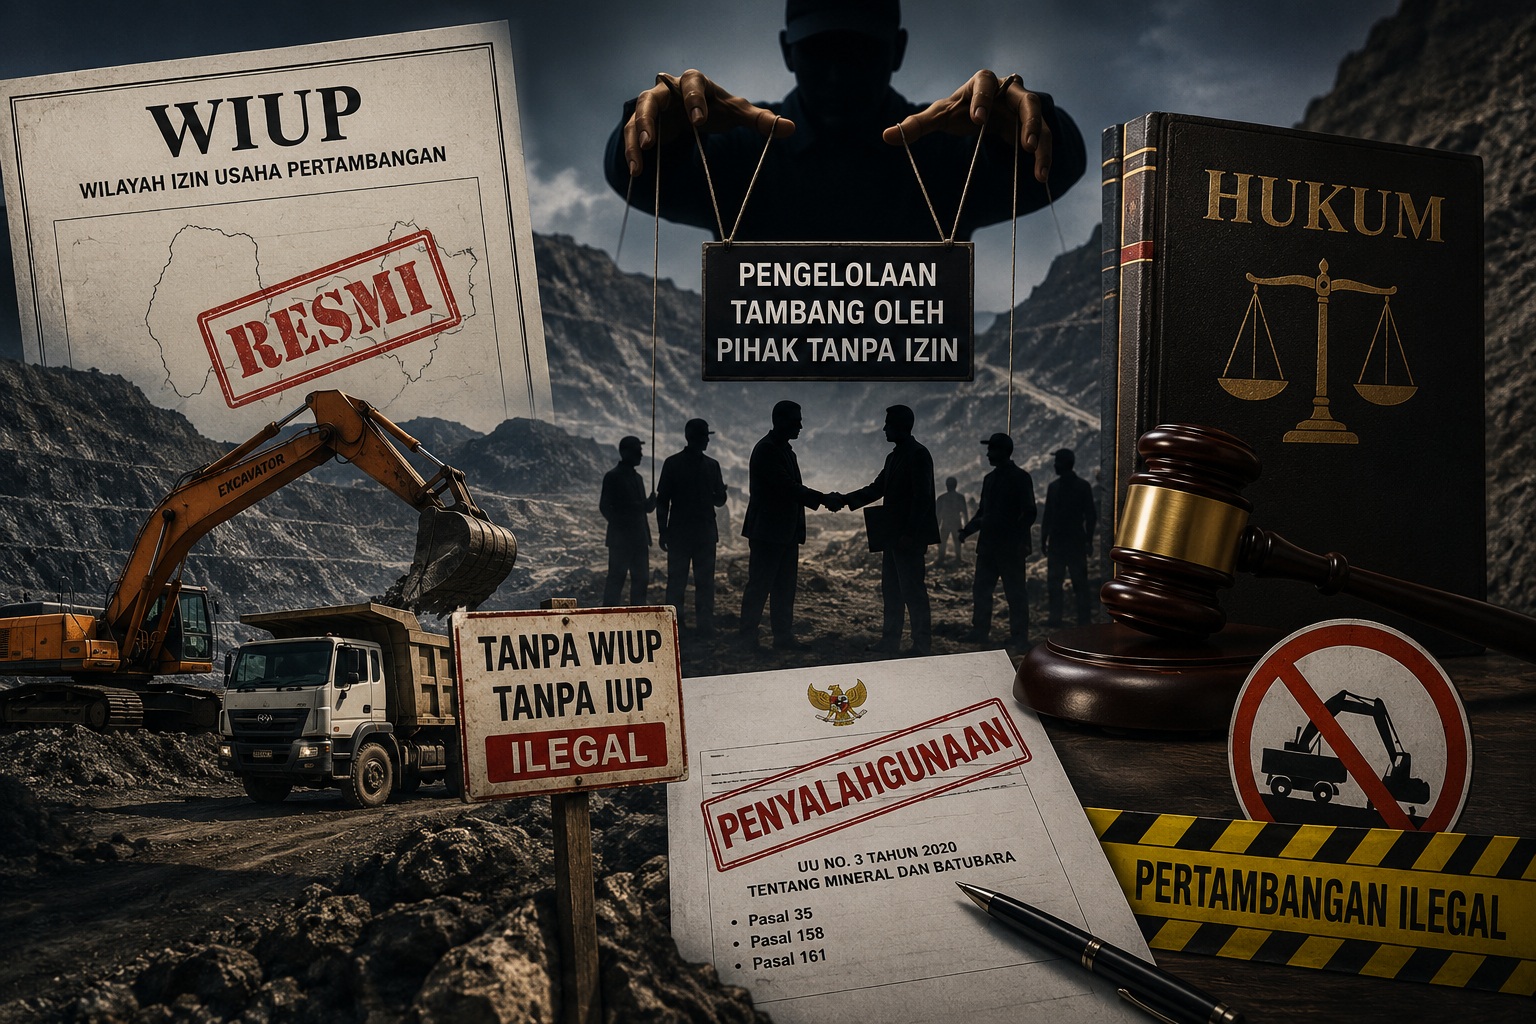 WIUP
WILAYAH IZIN USAHA PERTAMBANGAN
RESMI
PENGELOLAAN
TAMBANG OLEH
PIHAK TANPA IZIN
HUKUM
EXCAVATOR
TANPA WIUP
TANPA IUP
ILEGAL
PENYALAHGUNAAN
UU NO. 3 TAHUN 2020
TENTANG MINERAL DAN BATUBARA
• Pasal 35
• Pasal 158
• Pasal 161
PERTAMBANGAN ILEGAL